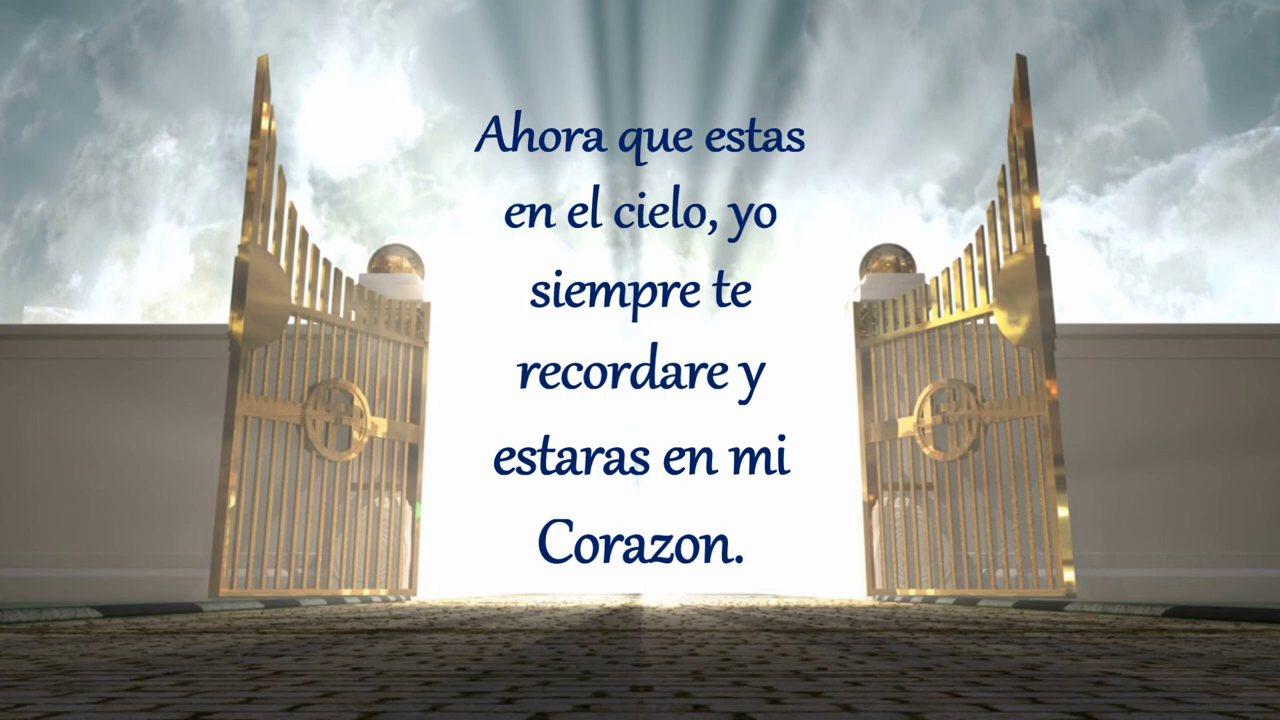 Ahora que estas
en el cielo, yo
siempre te
recordare y
estaras en mi
Corazon.